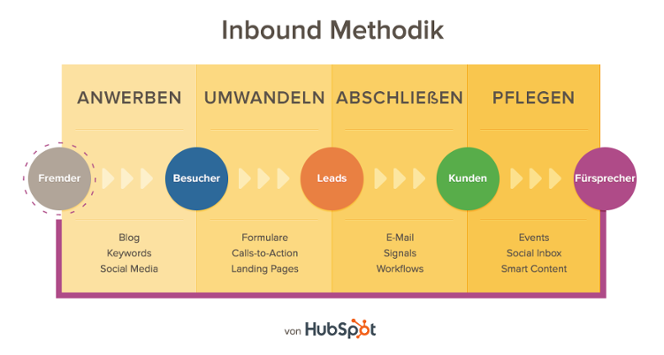 Inbound Methodik
ANWERBEN UMWANDELN ABSCHLIEßEN PFLEGEN
Fremder Besucher Leads Kunden Fürsprecher
Blog Formulare E-Mail Events
Keywords Calls-to-Action Signals Social Inbox
Social Media Landing Pages Workflows Smart Content
von HubSpot